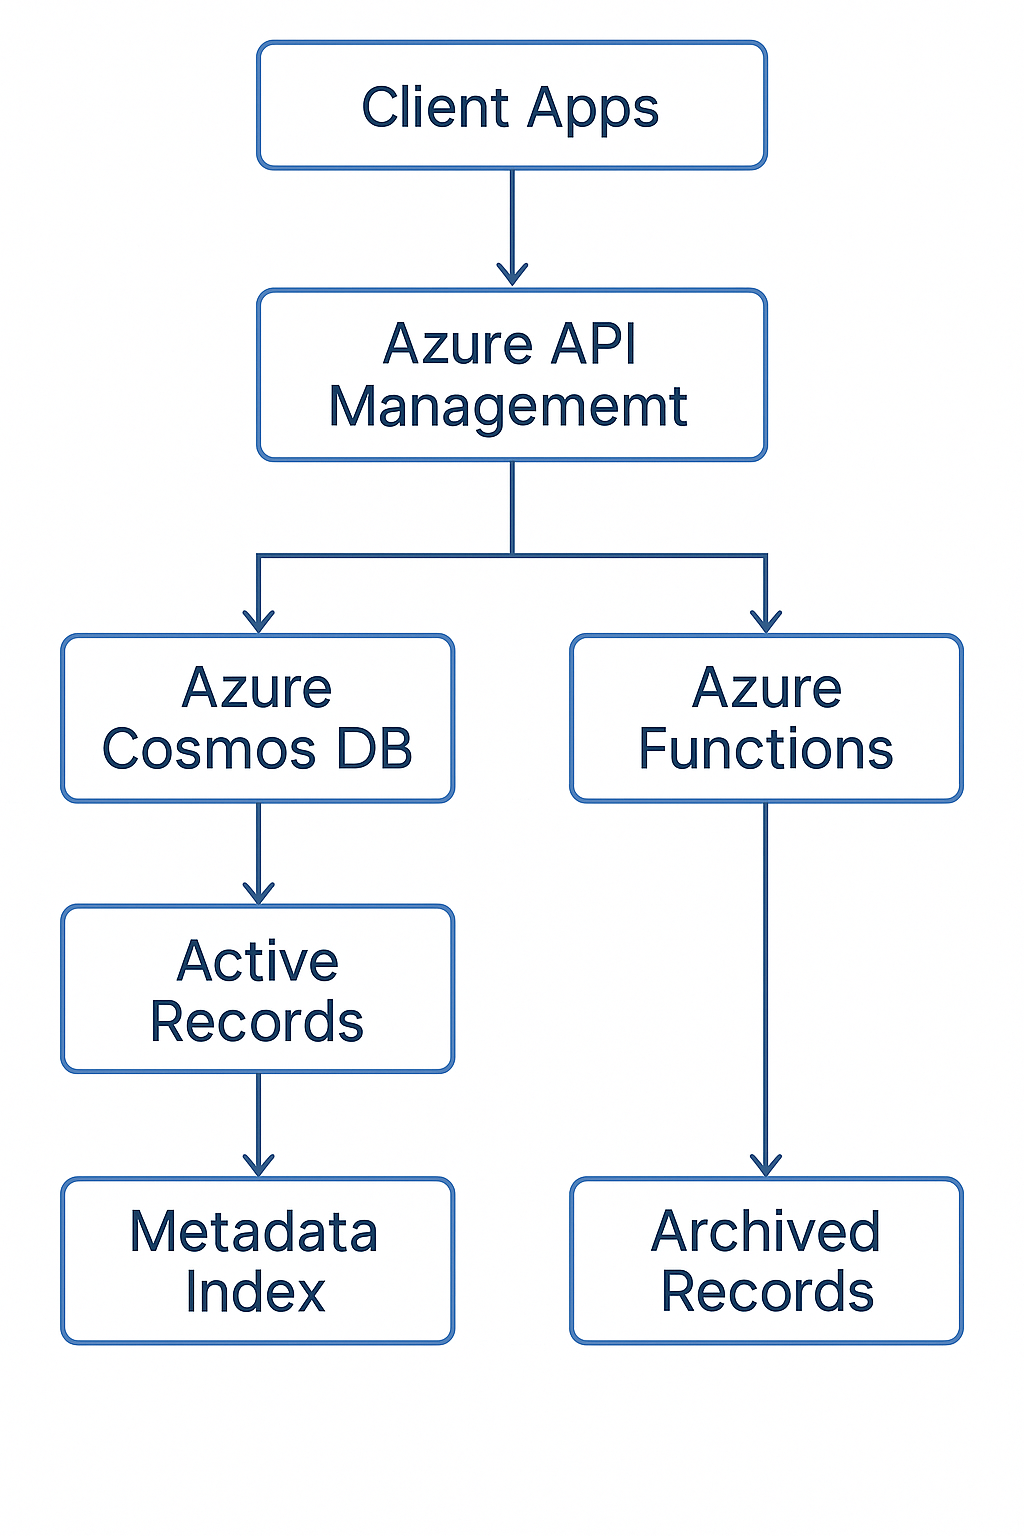 Client Apps
Azure API
Managememt
Azure
Cosmos DB
Azure
Functions
Active
Records
Metadata
Index
Archived
Records